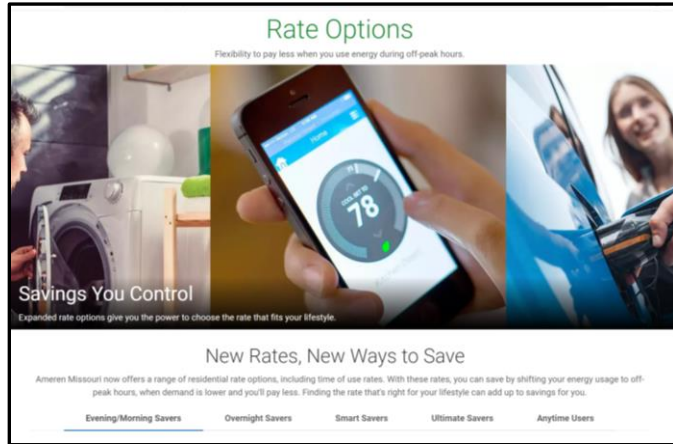 Rate Options
Flexibility to pay less when you use energy during off-peak hours.
Home
COOL SET TO
78
Savings You Control
Expanded rate options give you the power to choose the rate that fits your lifestyle.
New Rates, New Ways to Save
Ameren Missouri now offers a range of residential rate options, including time of use rates. With these rates, you can save by shifting your energy usage to off-
peak hours, when demand is lower and you'll pay less. Finding the rate that's right for your lifestyle can add up to savings for you.
Evening/Morning Savers Overnight Savers Smart Savers Ultimate Savers Anytime Users